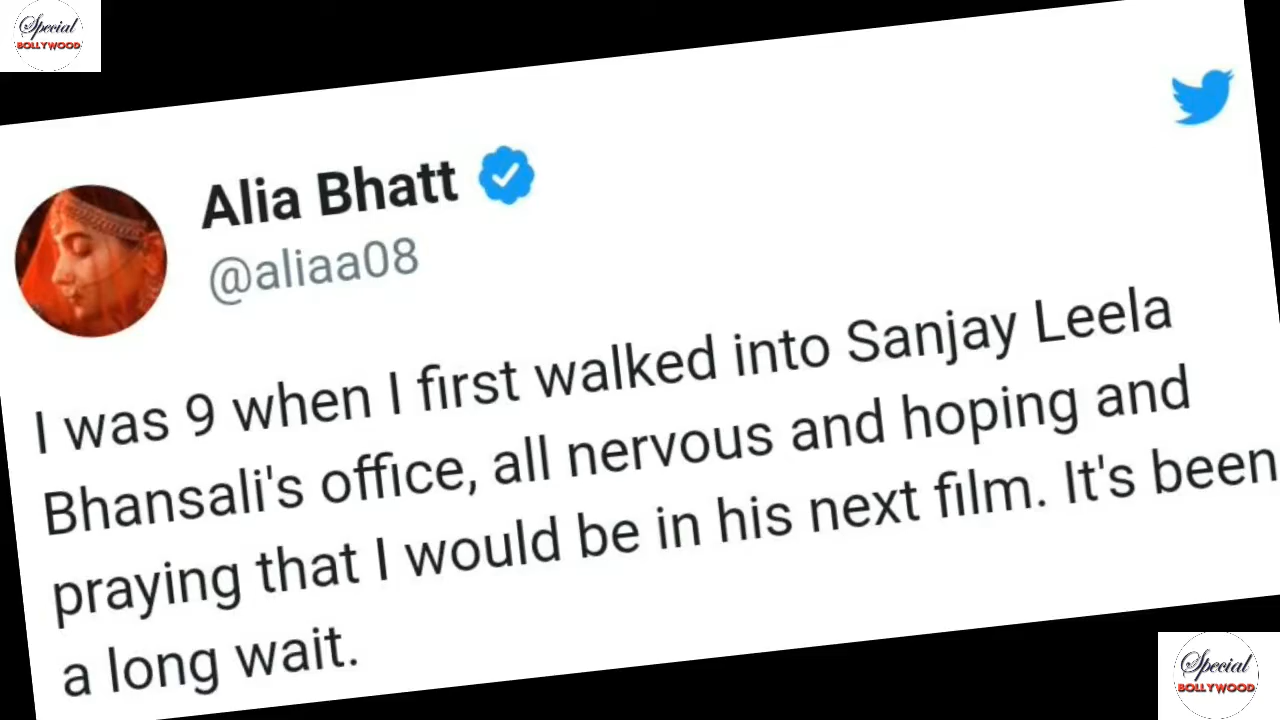 Special
BOLLYWOOD
Alia Bhatt
@aliaa08
I was 9 when I first walked into Sanjay Leela
Bhansali's office, all nervous and hoping and
praying that I would be in his next film. It's been
a long wait.
Special
BOLLYWOOD